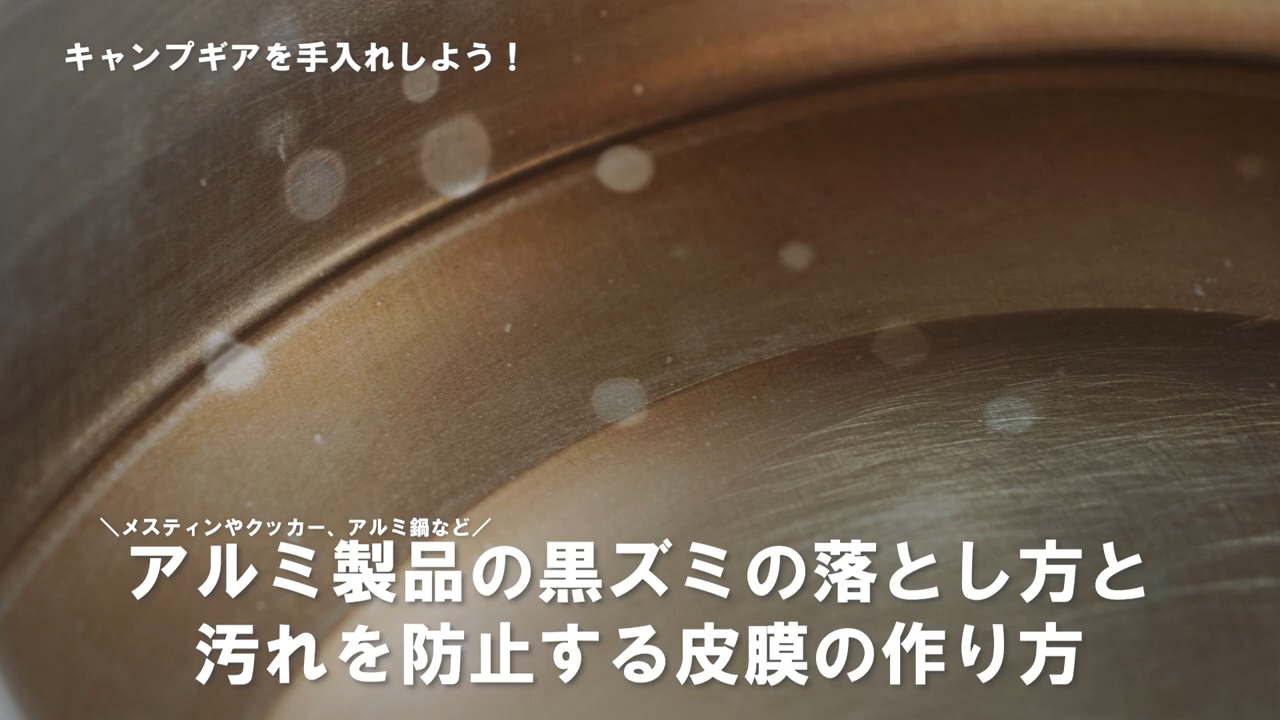 キャンプギアを手入れしよう！
＼メスティンやクッカー、アルミ鍋など／
アルミ製品の黒ズミの落とし方と
汚れを防止する皮膜の作り方